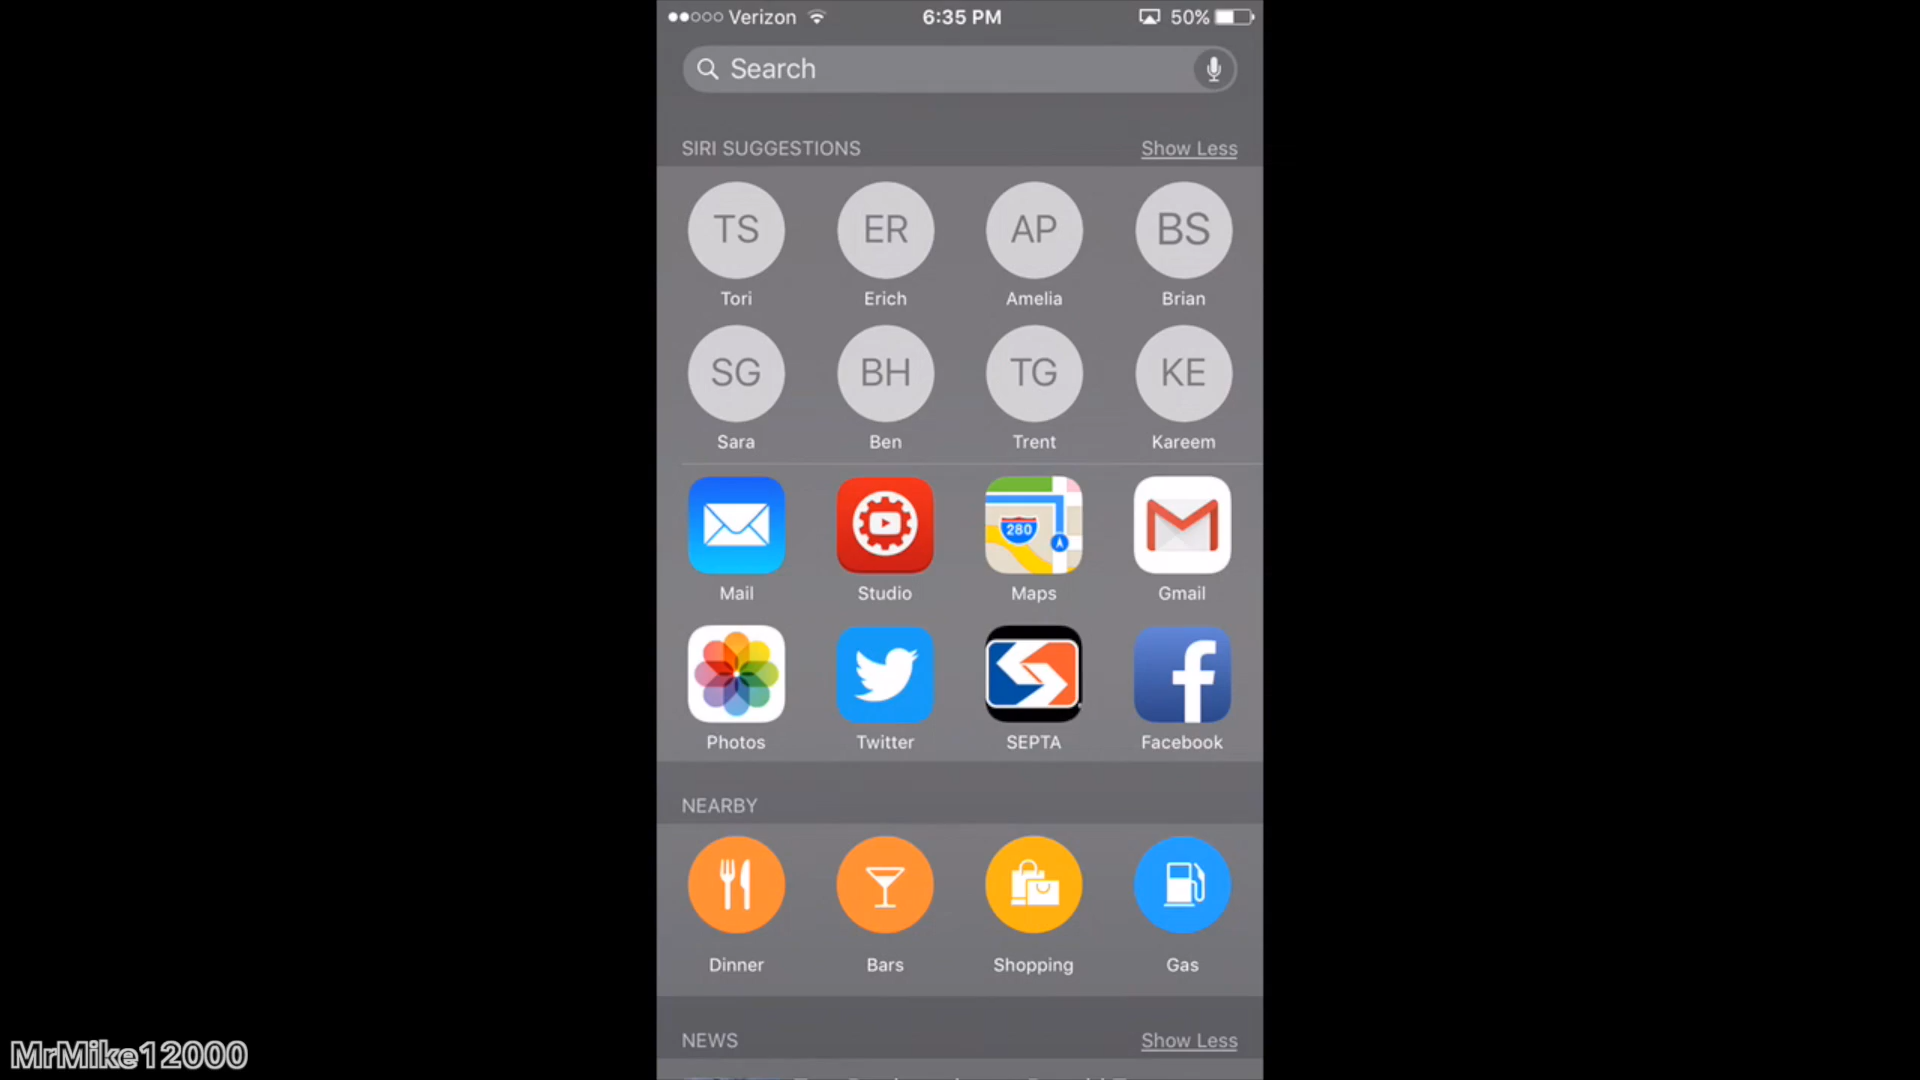 Verizon 6:35 PM 50%
Search
SIRI SUGGESTIONS Show Less
TS ER AP BS
Tori Erich Amelia Brian
SG BH TG KE
Sara Ben Trent Kareem
280
Mail Studio Maps Gmail
Photos Twitter SEPTA Facebook
NEARBY
Dinner Bars Shopping Gas
NEWS Show Less
MrMike12000